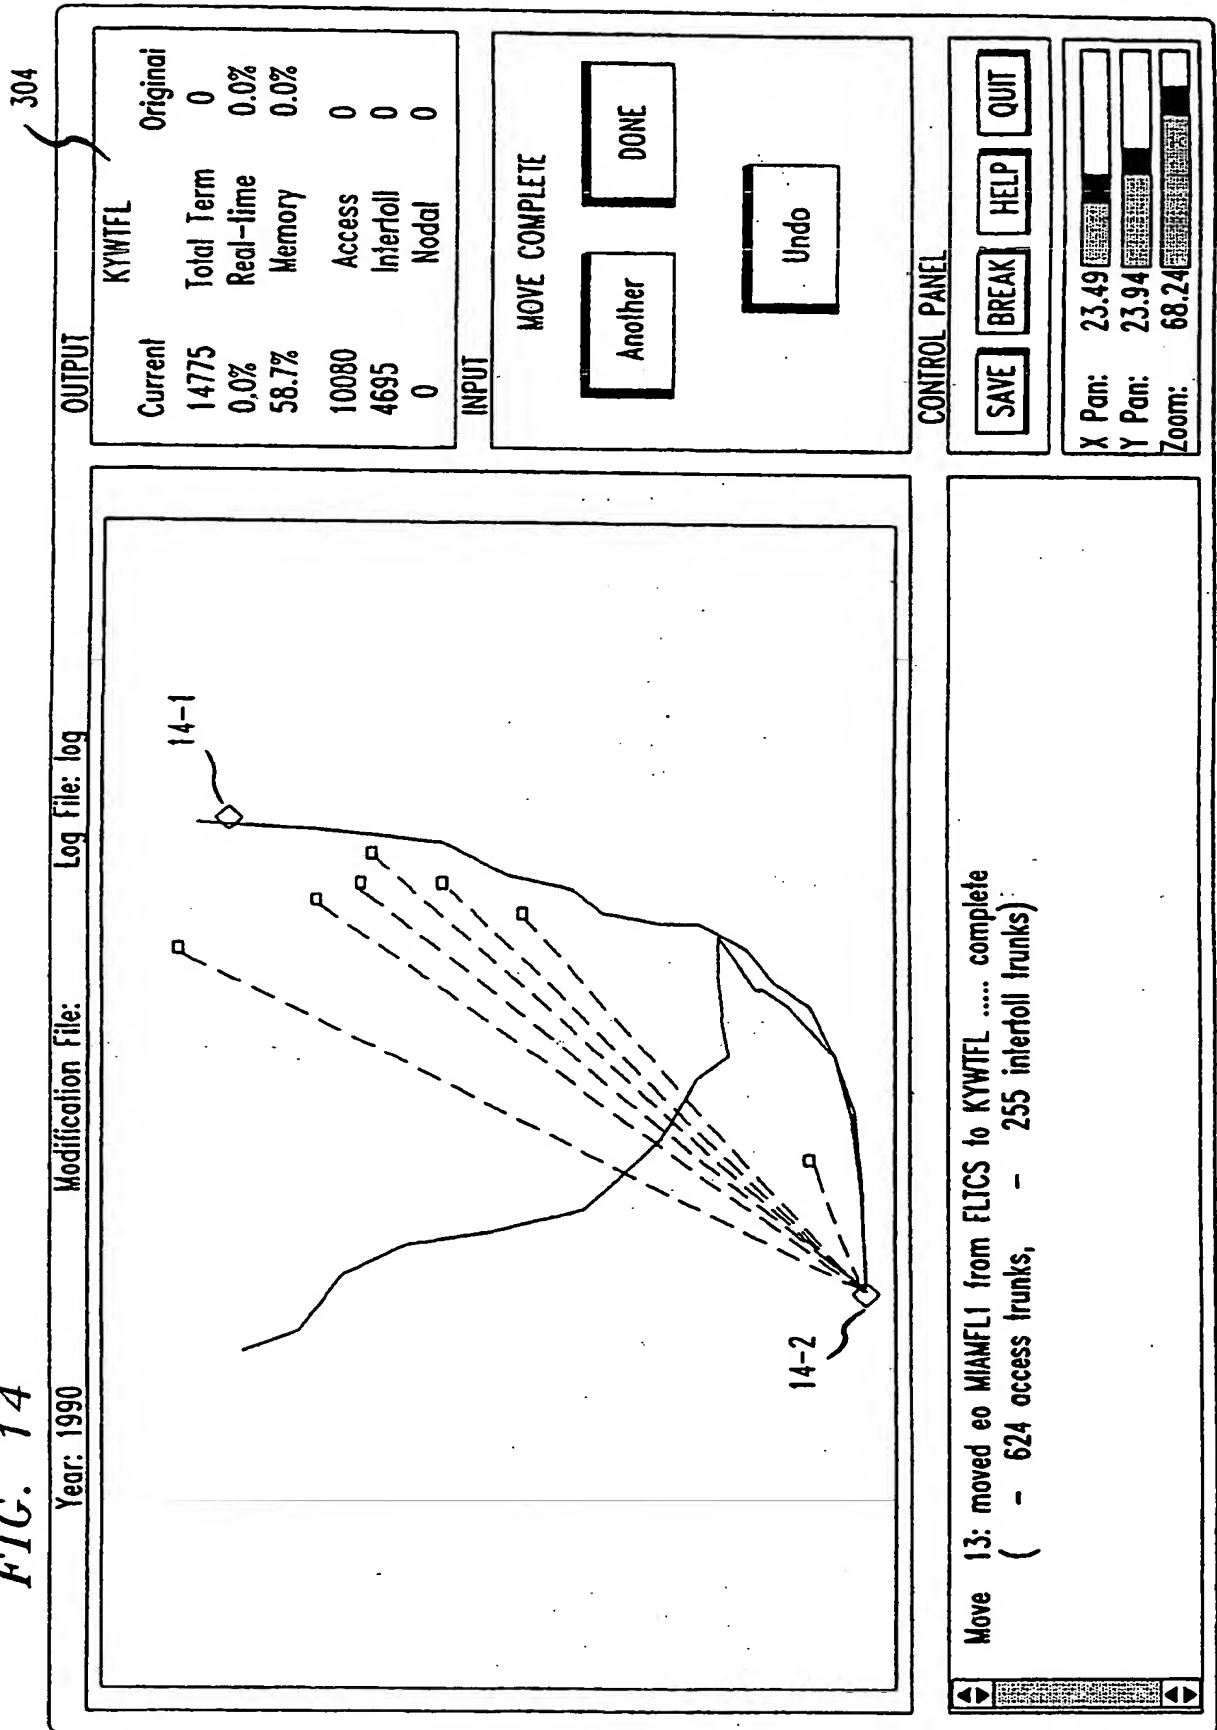 FIG. 14
Year: 1990 Modification File: Log File: log
14-1
14-2
OUTPUT
304
KYWTFL
Current Original
14775 Total Term 0
0,0% Real-time 0.0%
58.7% Memory 0.0%
10080 Access 0
4695 Intertoll 0
0 Nodal 0
INPUT
MOVE COMPLETE
Another DONE
Undo
CONTROL PANEL
SAVE BREAK HELP QUIT
X Pan: 23.49
Y Pan: 23.94
Zoom: 68.24
Move 13: moved eo MIAMFL1 from FLTCS to KYWTFL ..... complete
( - 624 access trunks, - 255 intertoll trunks)